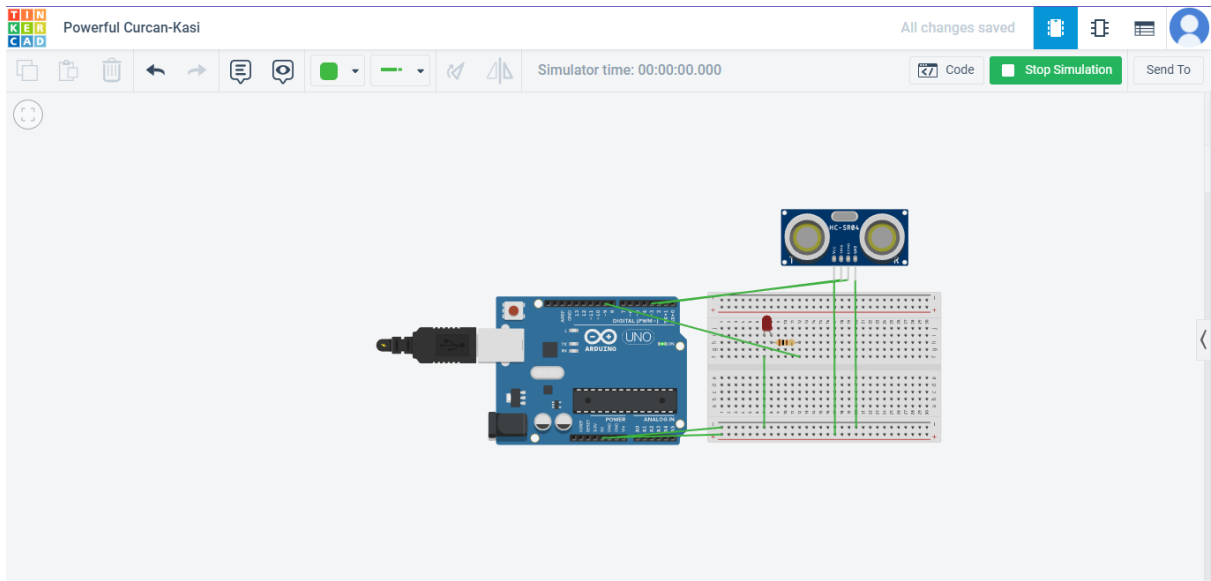 TIN
KER
CAD
Powerful Curcan-Kasi
All changes saved
Simulator time: 00:00:00.000
Code
Stop Simulation
Send To
HC-SR04
T
R
DIGITAL (PWM~)
UNO
ARDUINO
ON
POWER
ANALOG IN